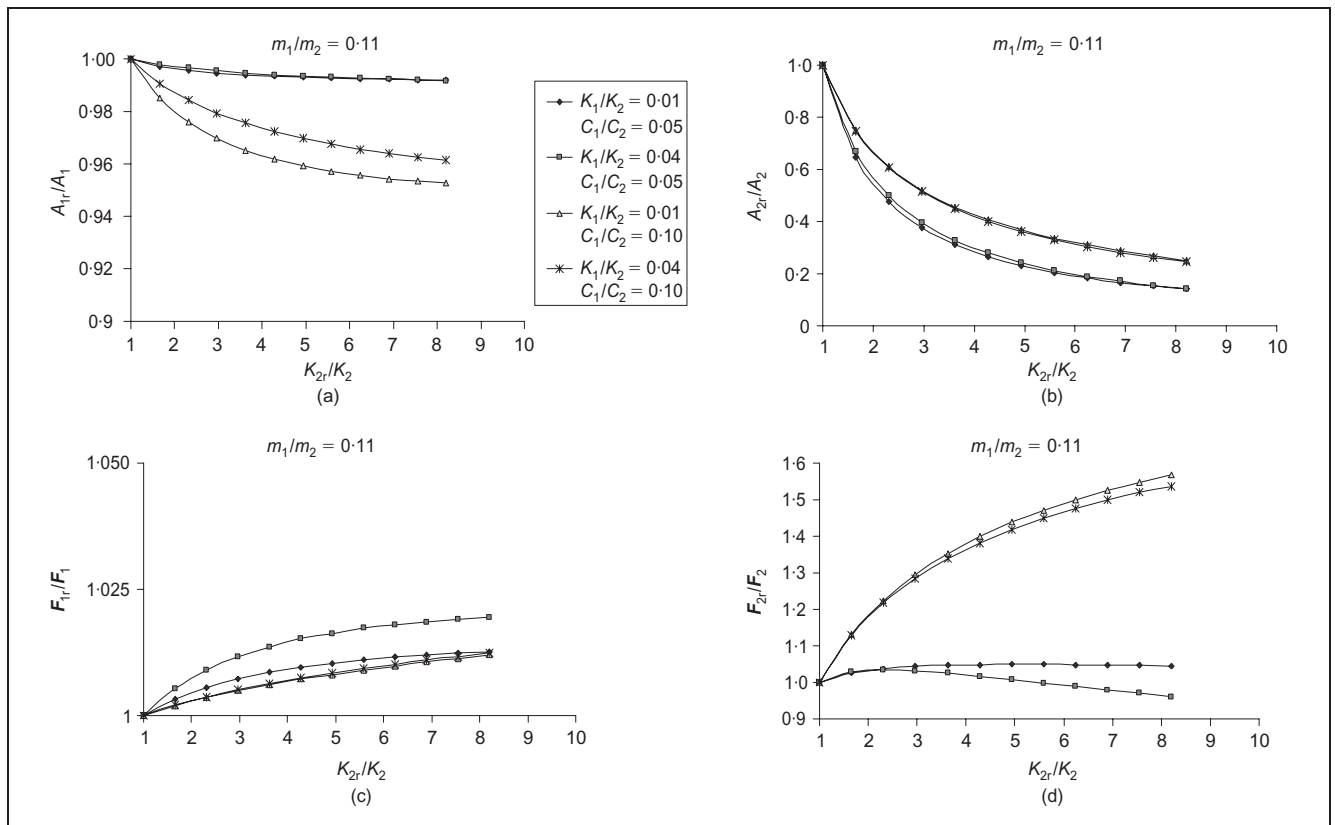 m₁/m₂ = 0·11
1·00
0·98
0·96
0·94
0·92
0·9
A₁ᵣ/A₁
1 2 3 4 5 6 7 8 9 10
K₂ᵣ/K₂
(a)
K₁/K₂ = 0·01
C₁/C₂ = 0·05
K₁/K₂ = 0·04
C₁/C₂ = 0·05
K₁/K₂ = 0·01
C₁/C₂ = 0·10
K₁/K₂ = 0·04
C₁/C₂ = 0·10
m₁/m₂ = 0·11
1·0
0·8
0·6
0·4
0·2
0
A₂ᵣ/A₂
1 2 3 4 5 6 7 8 9 10
K₂ᵣ/K₂
(b)
m₁/m₂ = 0·11
1·050
1·025
1
F₁ᵣ/F₁
1 2 3 4 5 6 7 8 9 10
K₂ᵣ/K₂
(c)
m₁/m₂ = 0·11
1·6
1·5
1·4
1·3
1·2
1·1
1·0
0·9
F₂ᵣ/F₂
1 2 3 4 5 6 7 8 9 10
K₂ᵣ/K₂
(d)